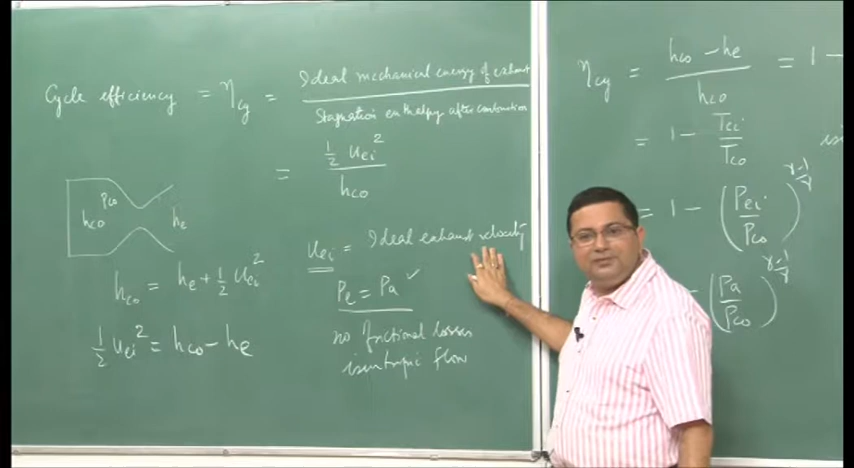 Cycle efficiency = η_cy = Ideal mechanical energy of exhaust
Stagnation enthalpy after combustion
= ½ u_ei²
h_co
p_co
h_co
h_e
h_co = h_e + ½ u_ei²
½ u_ei² = h_co - h_e
u_ei = Ideal exhaust velocity
P_e = P_a ✓
no frictional losses
isentropic flow
η_cy = h_co - h_e / h_co = 1 -
= 1 - T_ei / T_co
= 1 - (P_ei / P_co)^(γ-1/γ)
(P_a / P_co)^(γ-1/γ)